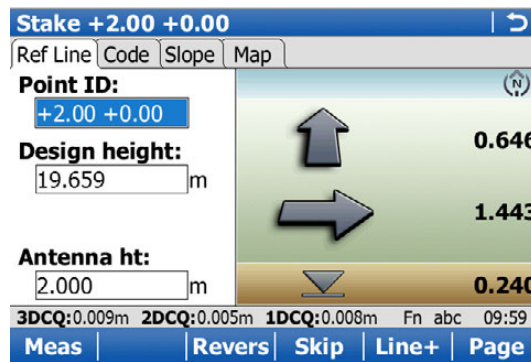 Stake +2.00 +0.00
Ref Line Code Slope Map
Point ID:
+2.00 +0.00
Design height:
19.659 m
Antenna ht:
2.000 m
N
0.646
1.443
0.240
3DCQ:0.009m 2DCQ:0.005m 1DCQ:0.008m Fn abc 09:59
Meas Revers Skip Line+ Page